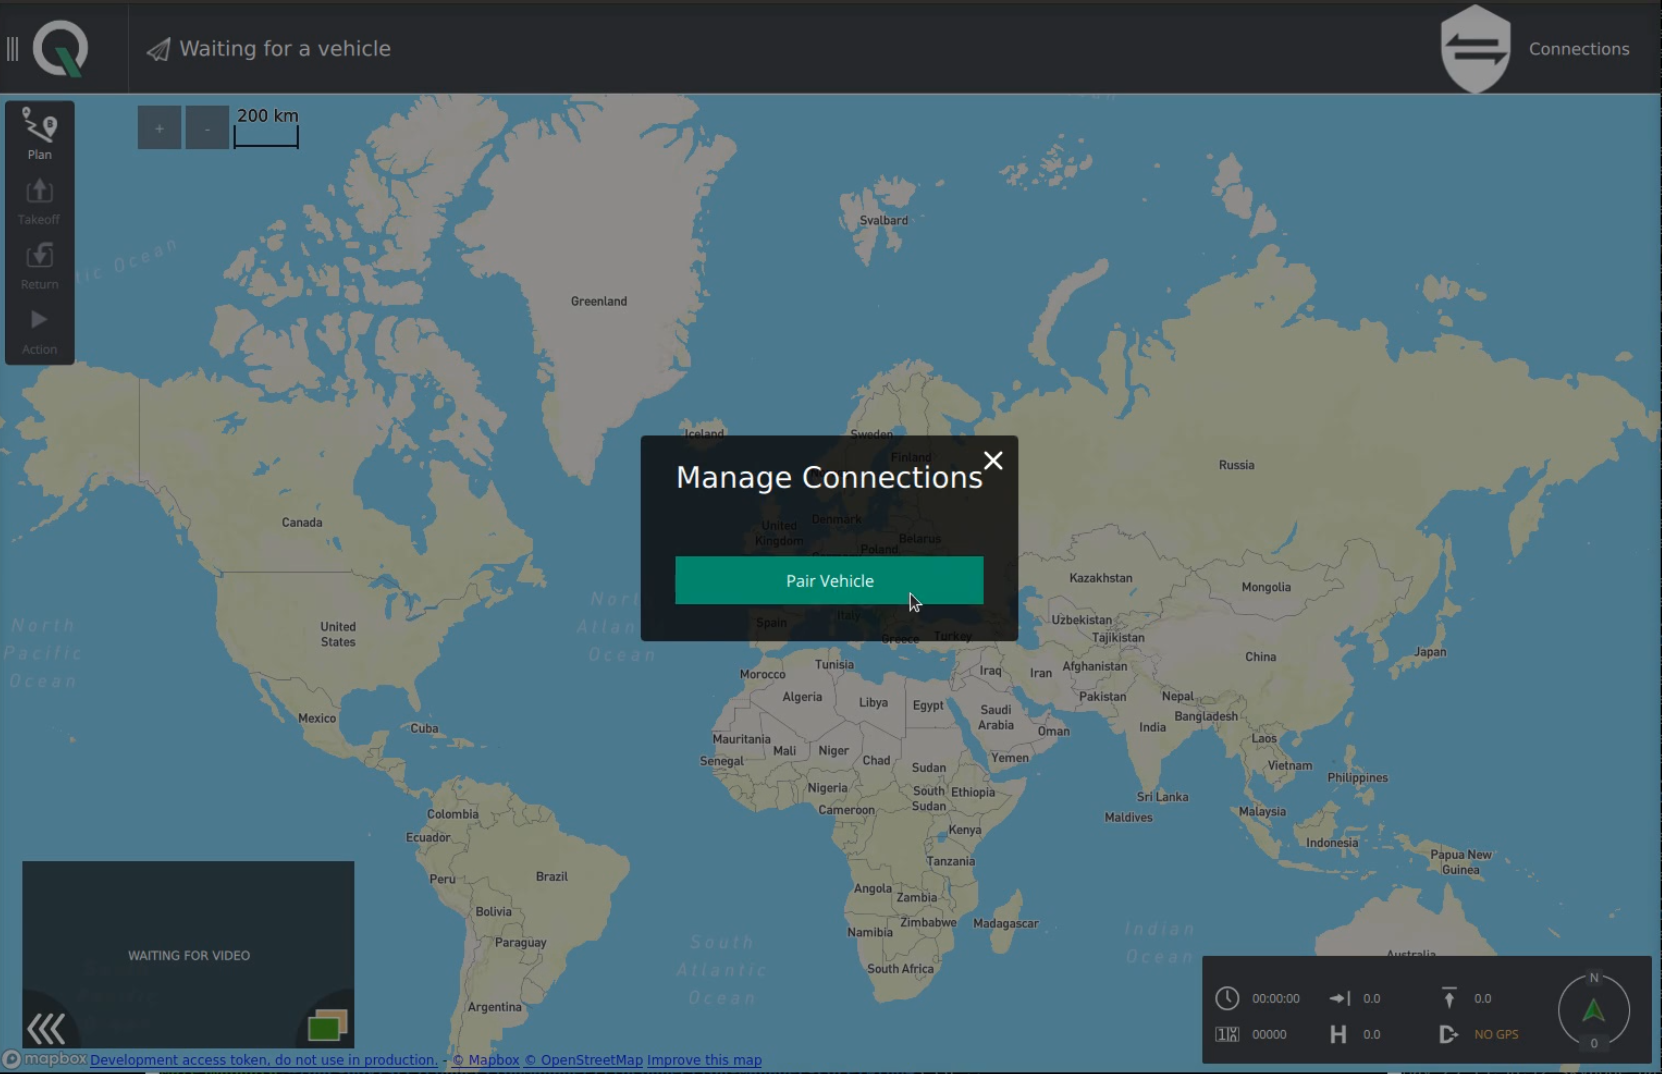 Waiting for a vehicle
Connections
+
-
200 km
Plan
Takeoff
Return
Action
tic Ocean
Svalbard
Greenland
Iceland
Sweden
Finland
Russia
Manage Connections
Canada
United
Kingdom
Denmark
Belarus
Poland
Pair Vehicle
Kazakhstan
Mongolia
North
Pacific
Ocean
United
States
Nort
Atlan
Ocean
Spain
Italy
Greece
Turkey
Uzbekistan
Tajikistan
China
Japan
Tunisia
Morocco
Algeria
Libya
Egypt
Iraq
Iran
Afghanistan
Pakistan
Nepal
Bangladesh
India
Saudi
Arabia
Oman
Mexico
Cuba
Mauritania
Mali
Niger
Chad
Sudan
Yemen
Laos
Vietnam
Philippines
Senegal
Nigeria
South
Sudan
Ethiopia
Cameroon
Sri Lanka
Maldives
Malaysia
Colombia
Ecuador
Kenya
Indonesia
Papua New
Guinea
Tanzania
Peru
Brazil
Angola
Zambia
Bolivia
Zimbabwe
Madagascar
Namibia
Paraguay
South
Atlantic
Ocean
Indian
Ocean
South Africa
Australia
Argentina
WAITING FOR VIDEO
00:00:00
0.0
0.0
00000
H
0.0
NO GPS
N
0
mapbox
Development access token, do not use in production. - © Mapbox © OpenStreetMap Improve this map